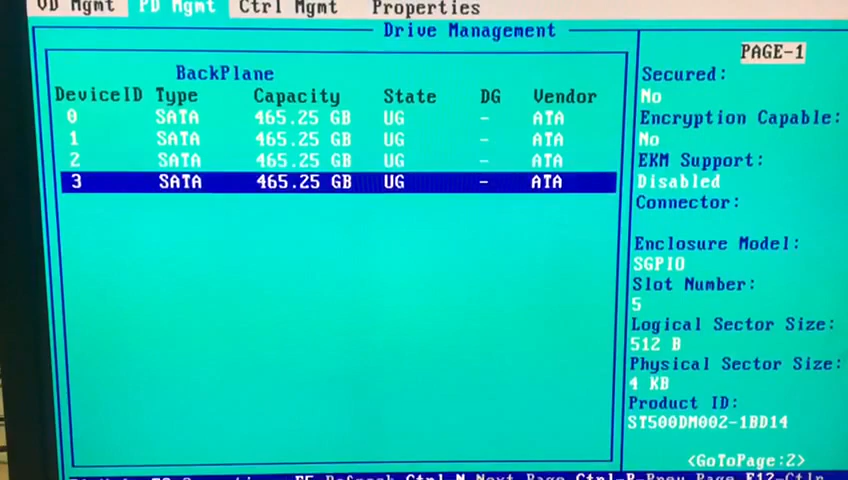 VD Mgmt PD Mgmt Ctrl Mgmt Properties
Drive Management
BackPlane
DeviceID Type Capacity State DG Vendor
0 SATA 465.25 GB UG - ATA
1 SATA 465.25 GB UG - ATA
2 SATA 465.25 GB UG - ATA
3 SATA 465.25 GB UG - ATA
PAGE-1
Secured:
No
Encryption Capable:
No
EKM Support:
Disabled
Connector:
Enclosure Model:
SGPIO
Slot Number:
5
Logical Sector Size:
512 B
Physical Sector Size:
4 KB
Product ID:
ST500DM002-1BD14
<GoToPage:2>
F5-Refresh Ctrl-N-Next Page Ctrl-P-Prev Page F12-Ctlr